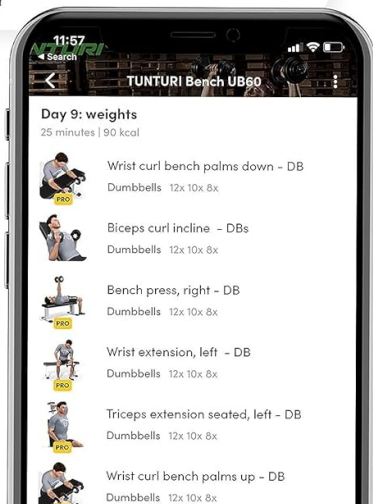 11:57
NTURI
Search
TUNTURI Bench UB60
Day 9: weights
25 minutes | 90 kcal
Wrist curl bench palms down - DB
Dumbbells 12x 10x 8x
PRO
Biceps curl incline - DBs
Dumbbells 12x 10x 8x
Bench press, right - DB
Dumbbells 12x 10x 8x
PRO
Wrist extension, left - DB
Dumbbells 12x 10x 8x
PRO
Triceps extension seated, left - DB
Dumbbells 12x 10x 8x
PRO
Wrist curl bench palms up - DB
Dumbbells 12x 10x 8x